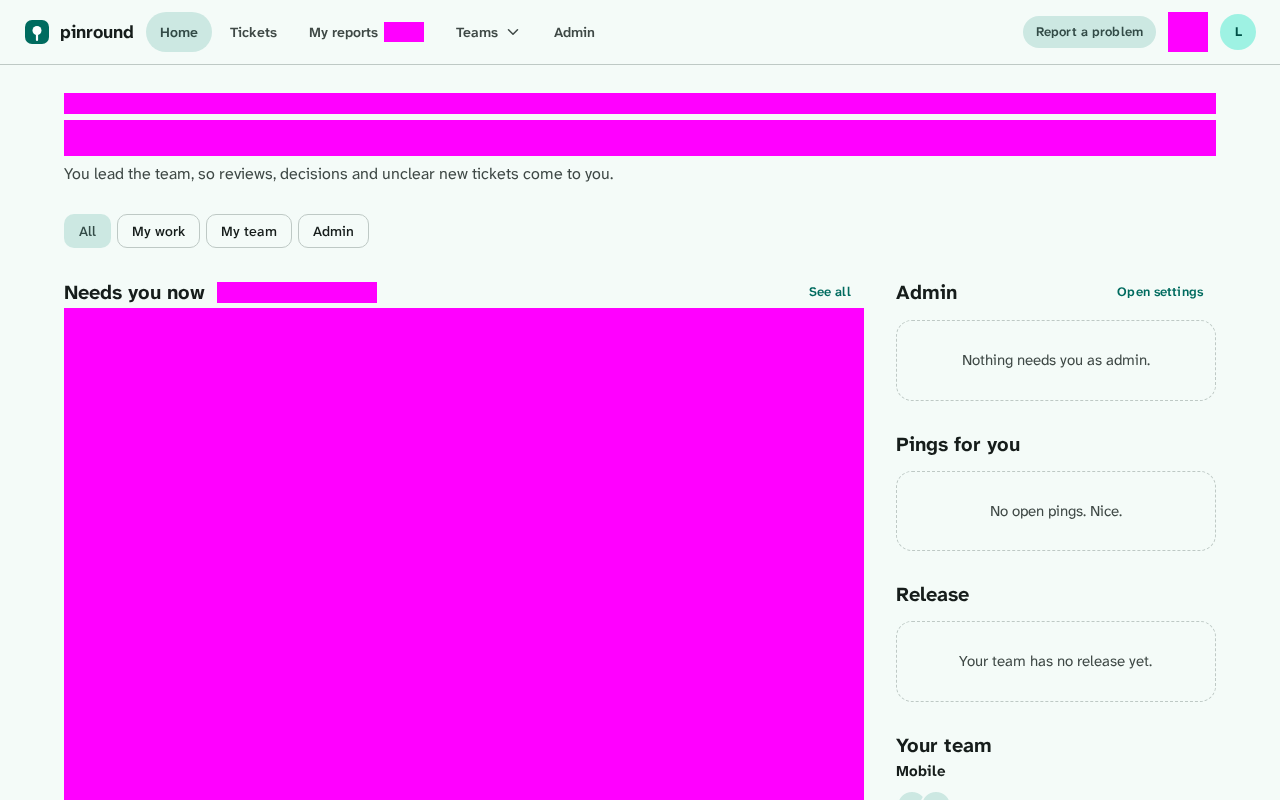 pinround
Home
Tickets
My reports
Teams
Admin
Report a problem
L
You lead the team, so reviews, decisions and unclear new tickets come to you.
All
My work
My team
Admin
Needs you now
See all
Admin
Open settings
Nothing needs you as admin.
Pings for you
No open pings. Nice.
Release
Your team has no release yet.
Your team
Mobile